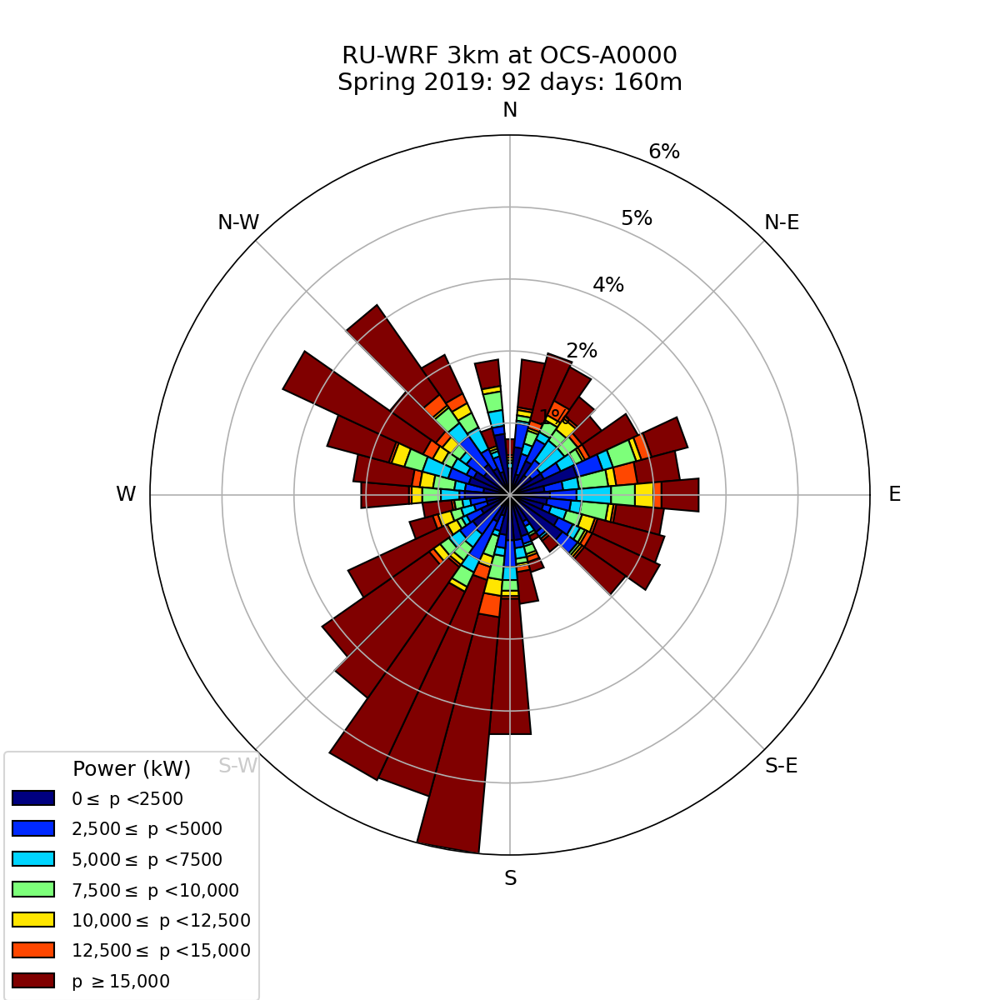 RU-WRF 3km at OCS-A0000
Spring 2019: 92 days: 160m
N
6%
N-W
5%
N-E
4%
2%
1%
W
E
S-W
S-E
S
Power (kW)
0≤ p <2500
2,500≤ p <5000
5,000≤ p <7500
7,500≤ p <10,000
10,000≤ p <12,500
12,500≤ p <15,000
p ≥15,000